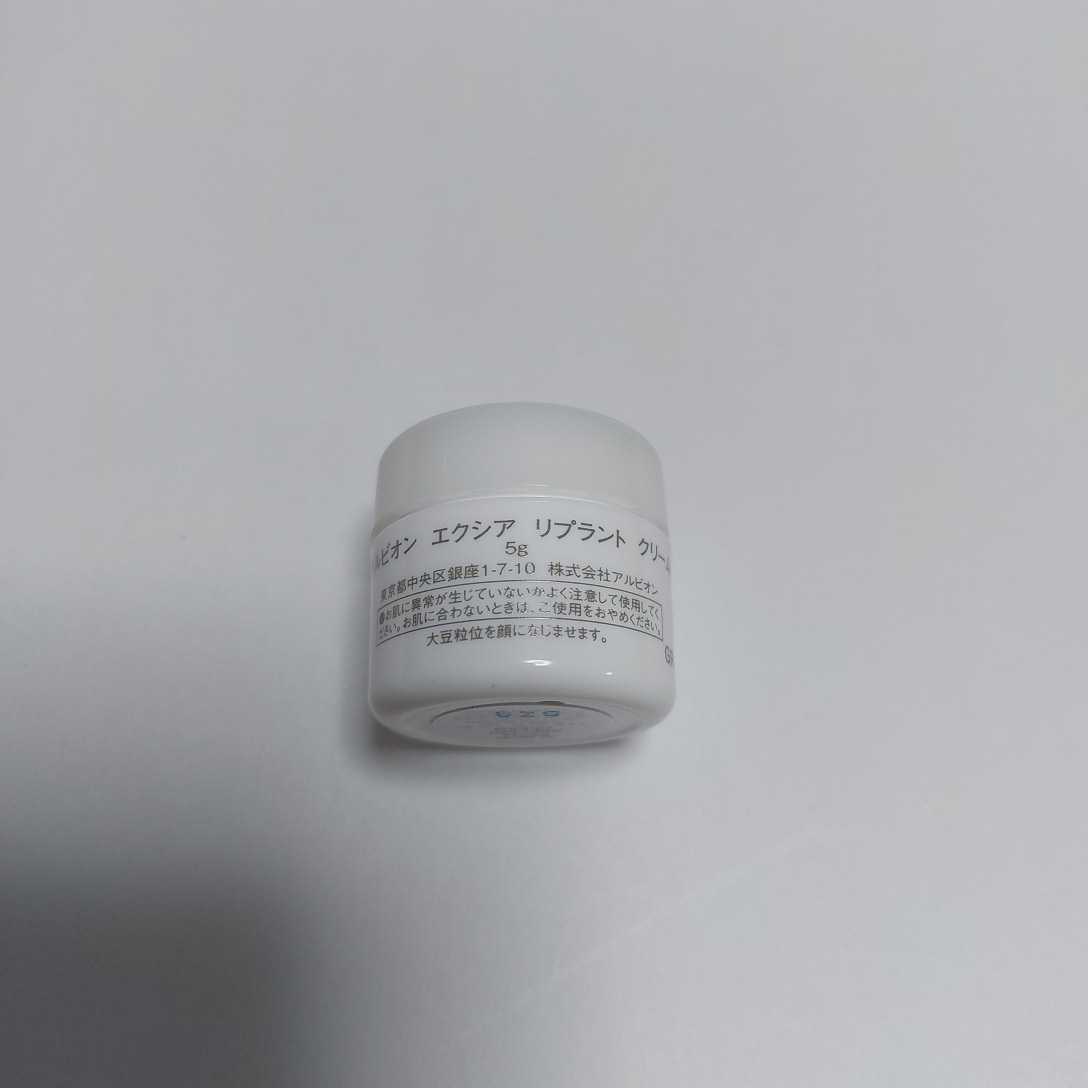 ルビオン エクシア リプラント クリーム
5g
東京都中央区銀座1-7-10 株式会社アルビオン
●お肌に異常が生じていないかよく注意して使用してく
ださい。お肌に合わないときは、ご使用をおやめください。
大豆粒位を顔になじませます。